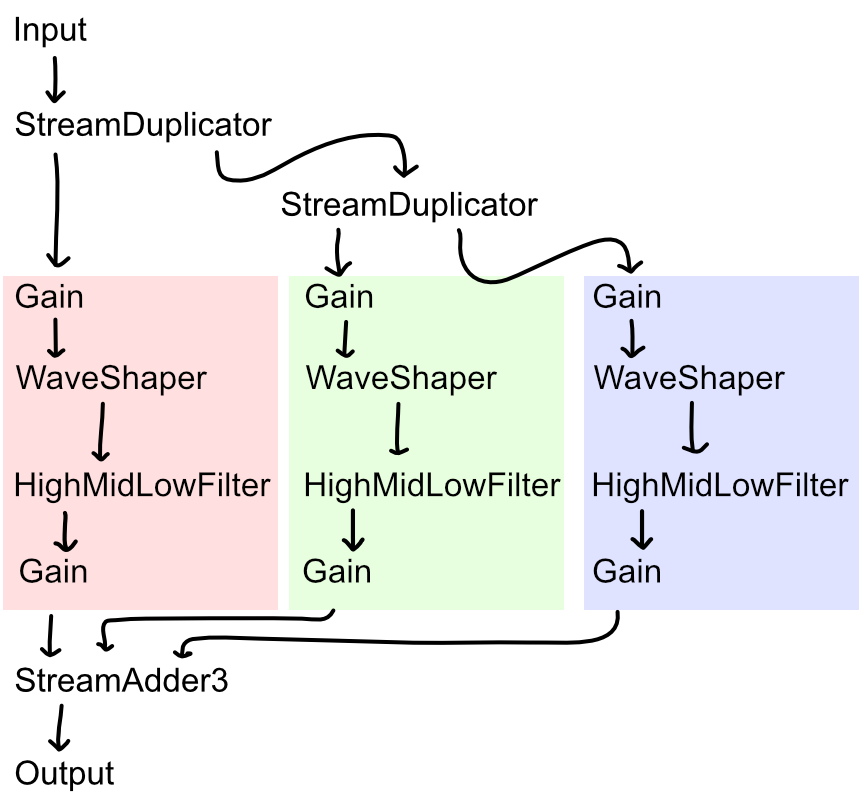 Input
StreamDuplicator
StreamDuplicator
Gain
WaveShaper
HighMidLowFilter
Gain
Gain
WaveShaper
HighMidLowFilter
Gain
Gain
WaveShaper
HighMidLowFilter
Gain
StreamAdder3
Output